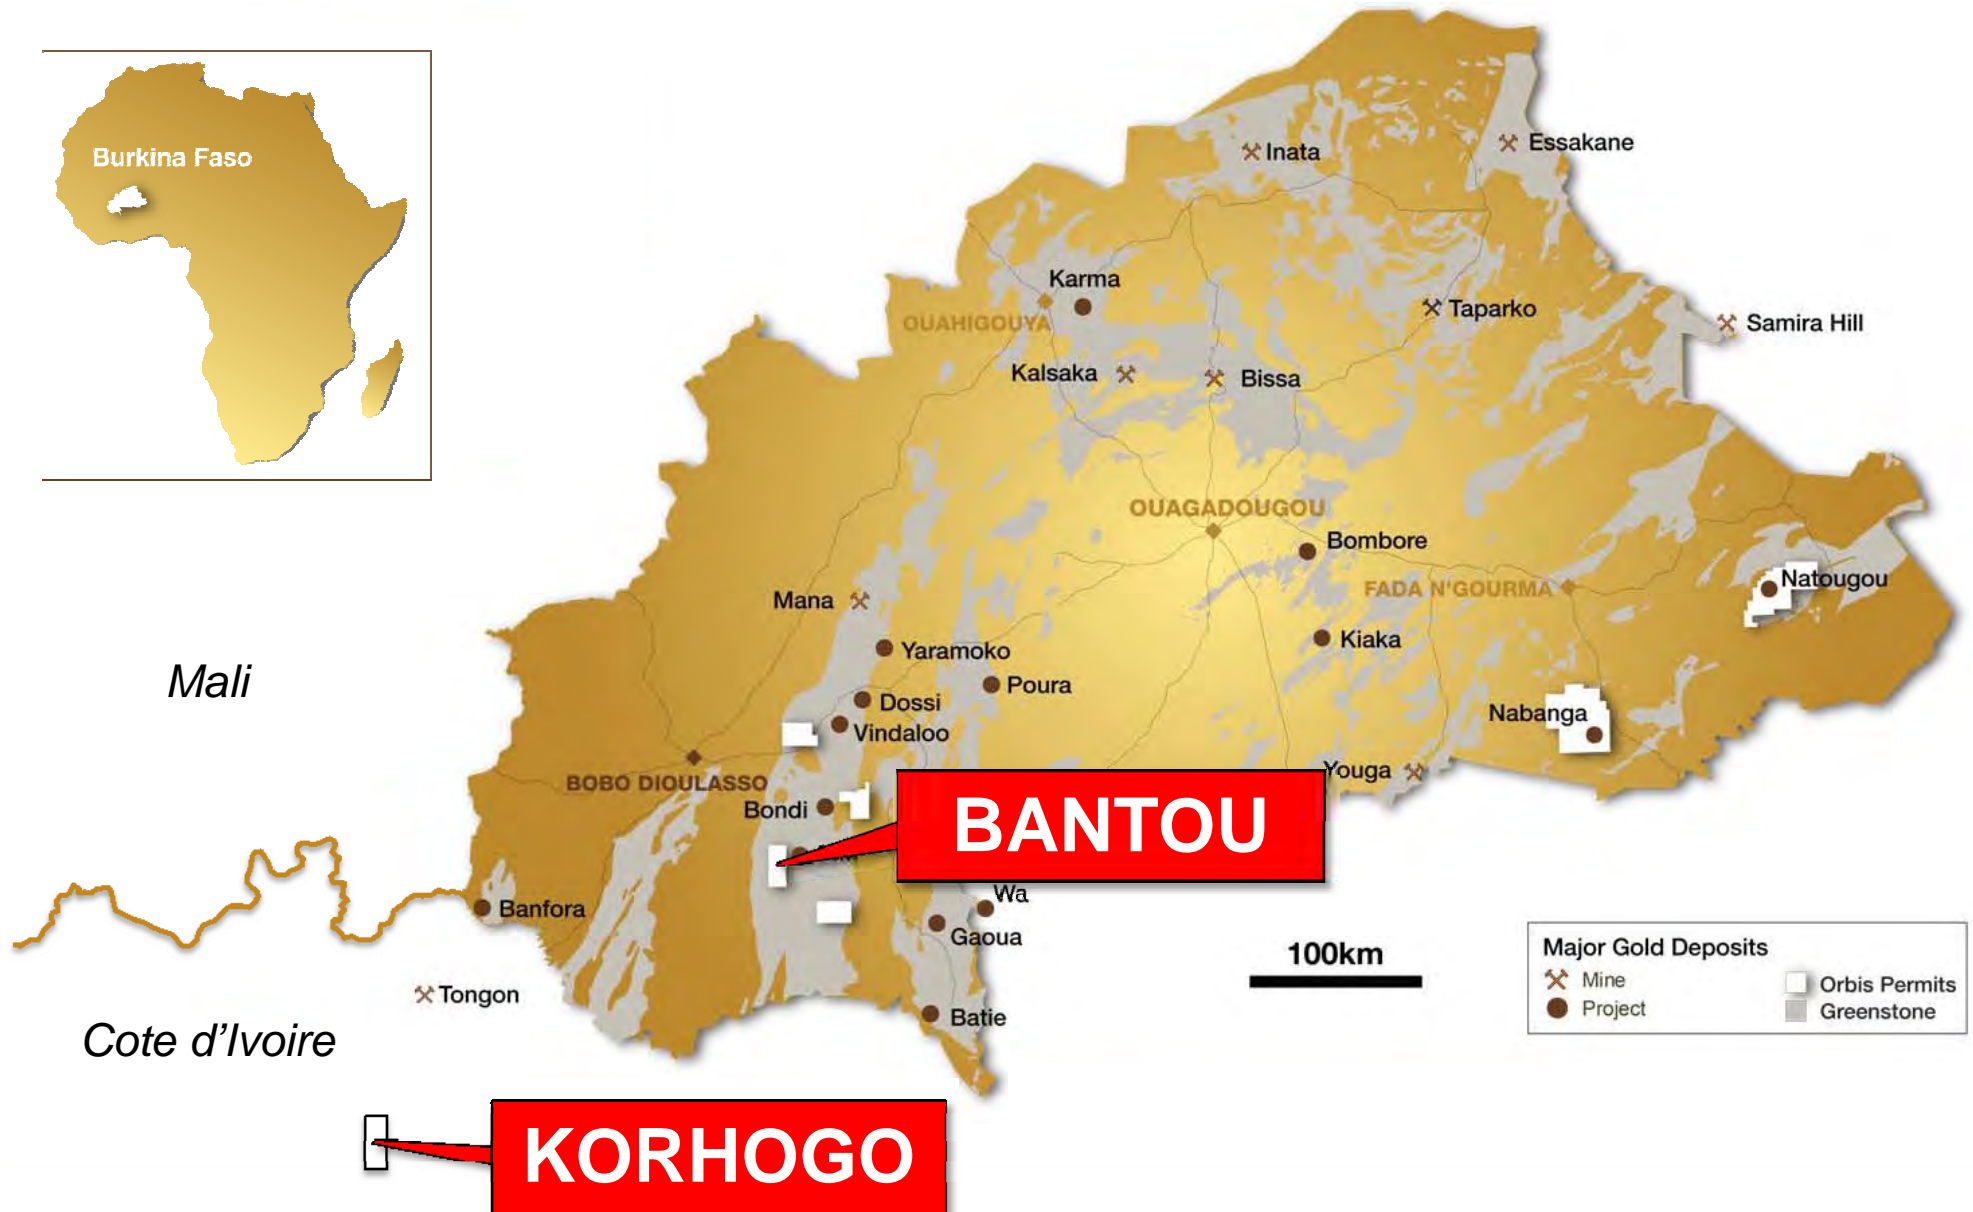 Burkina Faso
Inata
Essakane
Karma
OUAHIGOUYA
Taparko
Samira Hill
Kalsaka
Bissa
OUAGADOUGOU
Bombore
FADA N'GOURMA
Natougou
Mana
Kiaka
Yaramoko
Mali
Poura
Dossi
Nabanga
Vindaloo
Youga
BOBO DIOULASSO
Bondi
BANTOU
Wa
Banfora
Gaoua
100km
Major Gold Deposits
Mine
Project
Orbis Permits
Greenstone
Tongon
Batie
Cote d’Ivoire
KORHOGO